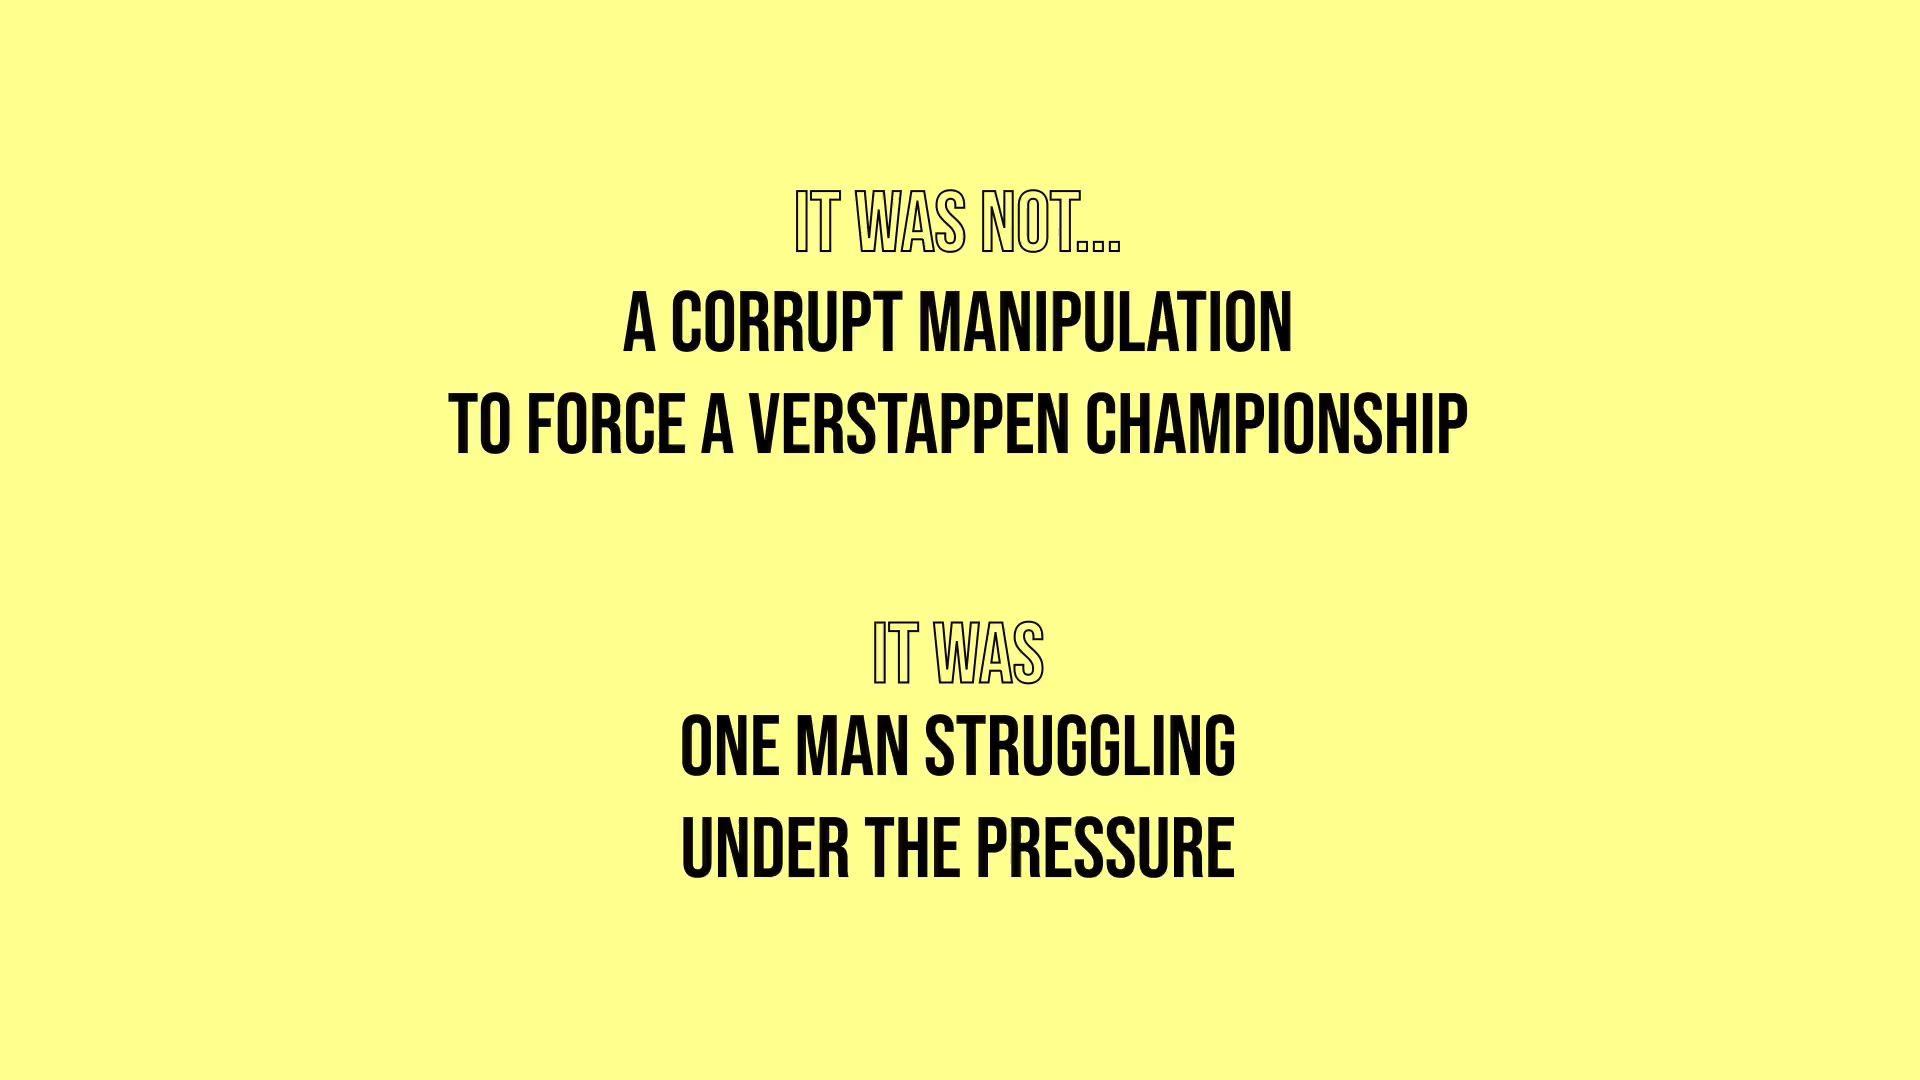 IT WAS NOT...
A CORRUPT MANIPULATION
TO FORCE A VERSTAPPEN CHAMPIONSHIP
IT WAS
ONE MAN STRUGGLING
UNDER THE PRESSURE